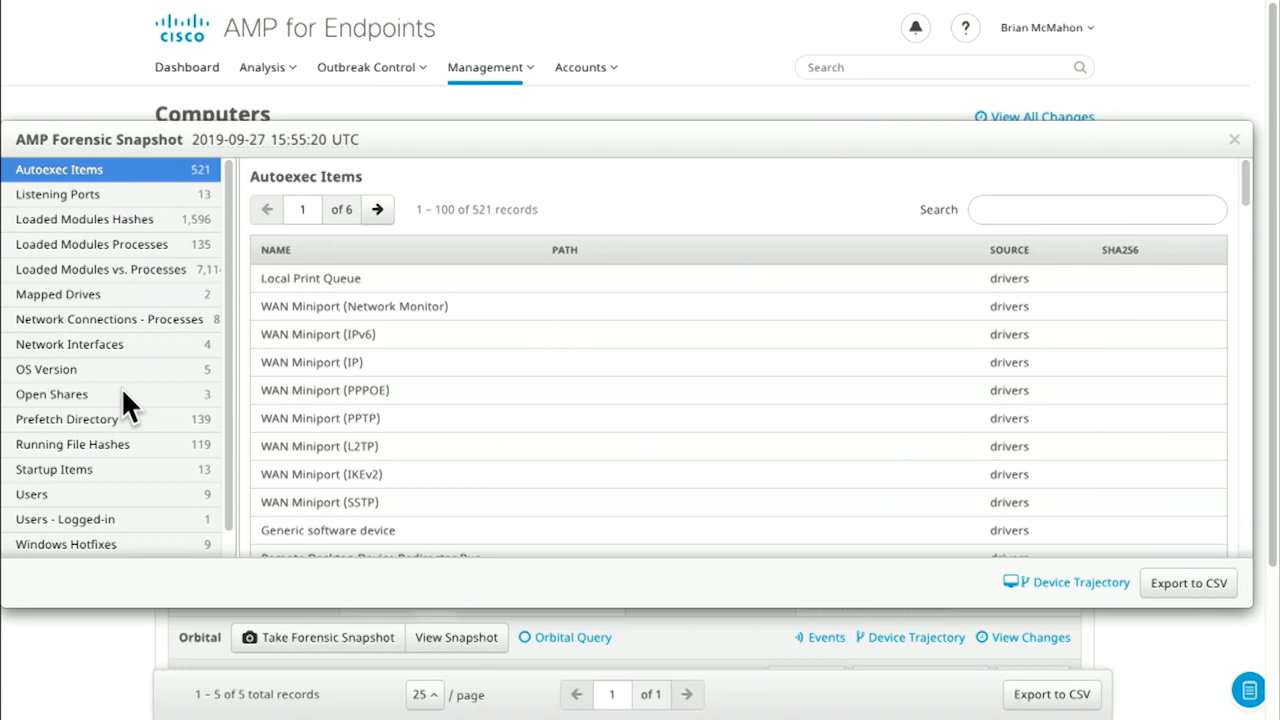 cisco AMP for Endpoints
? Brian McMahon
Dashboard Analysis Outbreak Control Management Accounts Search
Computers View All Changes
AMP Forensic Snapshot 2019-09-27 15:55:20 UTC
Autoexec Items 521
Listening Ports 13
Loaded Modules Hashes 1,596
Loaded Modules Processes 135
Loaded Modules vs. Processes 7,11
Mapped Drives 2
Network Connections - Processes 8
Network Interfaces 4
OS Version 5
Open Shares 3
Prefetch Directory 139
Running File Hashes 119
Startup Items 13
Users 9
Users - Logged-in 1
Windows Hotfixes 9
Autoexec Items
1 of 6 1 – 100 of 521 records Search
NAME PATH SOURCE SHA256
Local Print Queue drivers
WAN Miniport (Network Monitor) drivers
WAN Miniport (IPv6) drivers
WAN Miniport (IP) drivers
WAN Miniport (PPPOE) drivers
WAN Miniport (PPTP) drivers
WAN Miniport (L2TP) drivers
WAN Miniport (IKEv2) drivers
WAN Miniport (SSTP) drivers
Generic software device drivers
Device Trajectory Export to CSV
Orbital Take Forensic Snapshot View Snapshot Orbital Query Events Device Trajectory View Changes
1 – 5 of 5 total records 25 / page 1 of 1 Export to CSV